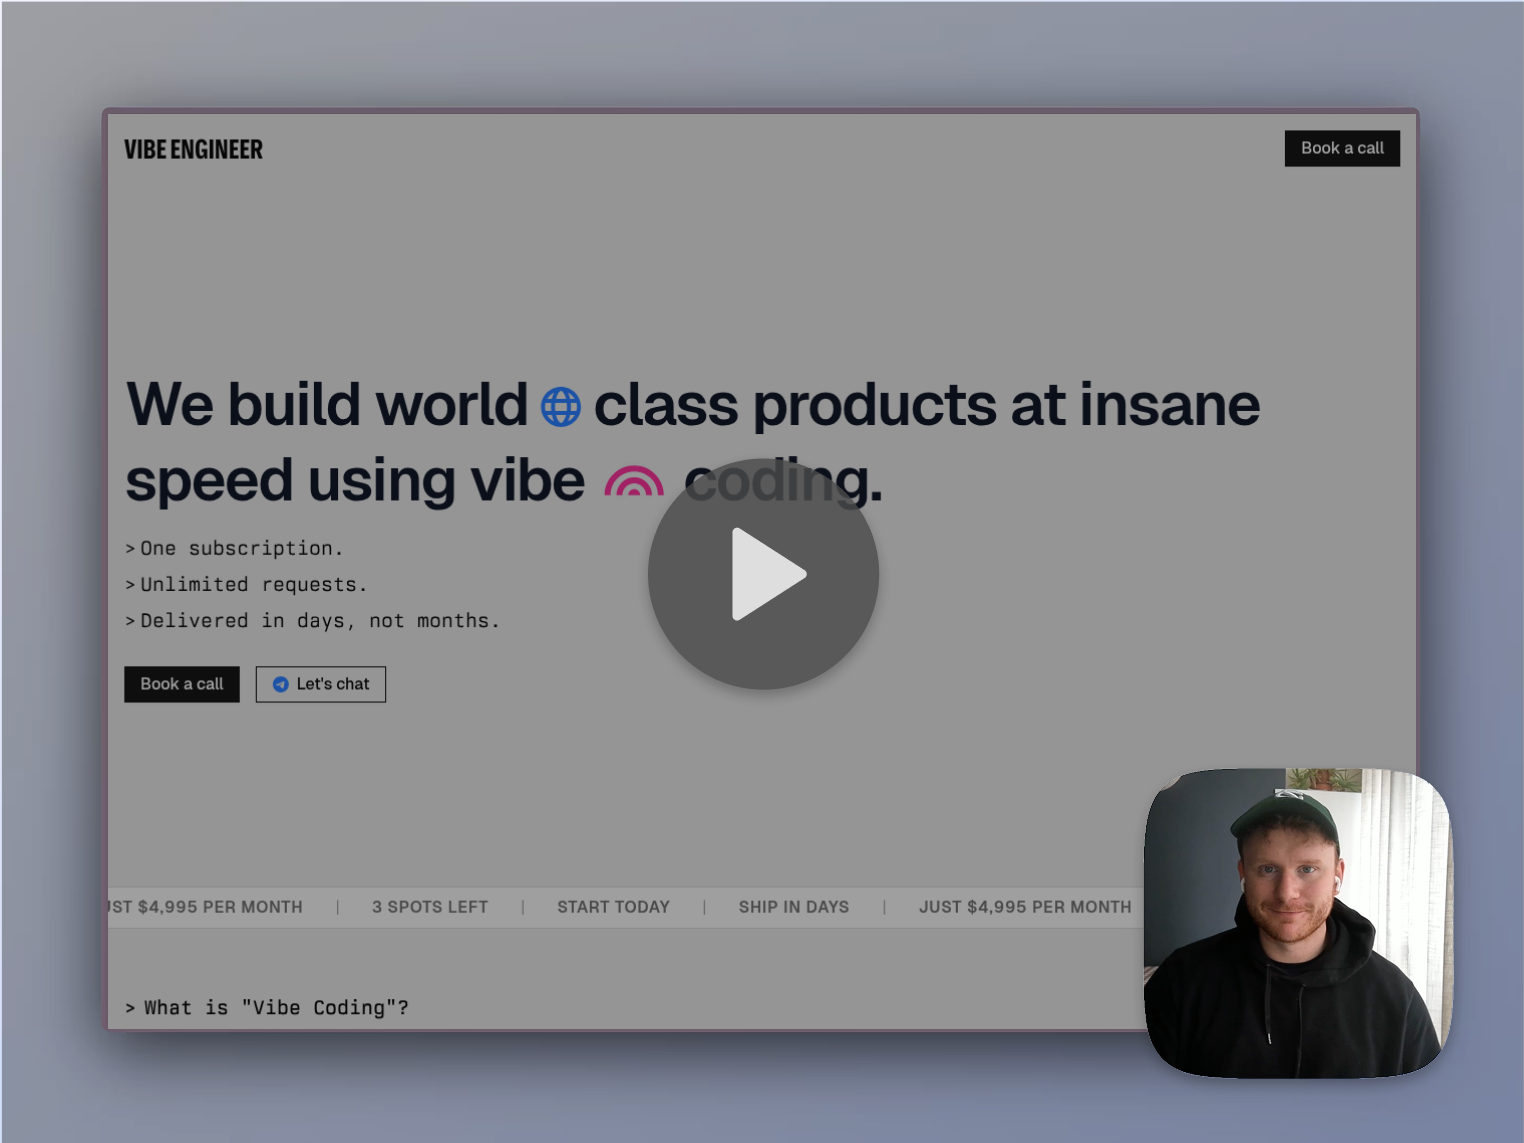 VIBE ENGINEER
Book a call
We build world class products at insane
speed using vibe coding.
> One subscription.
> Unlimited requests.
> Delivered in days, not months.
Book a call
Let's chat
UST $4,995 PER MONTH | 3 SPOTS LEFT | START TODAY | SHIP IN DAYS | JUST $4,995 PER MONTH
> What is "Vibe Coding"?